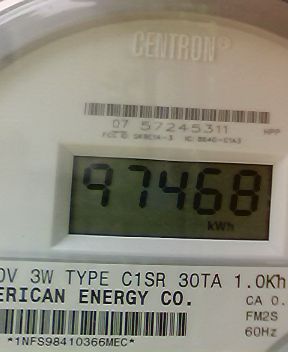 CENTRON®
07 57245311 HPP
97468
kWh
0V 3W TYPE C1SR 30TA 1.0Kh
ERICAN ENERGY CO.
CA 0.
FM2S
60Hz
*1NFS98410366MEC*